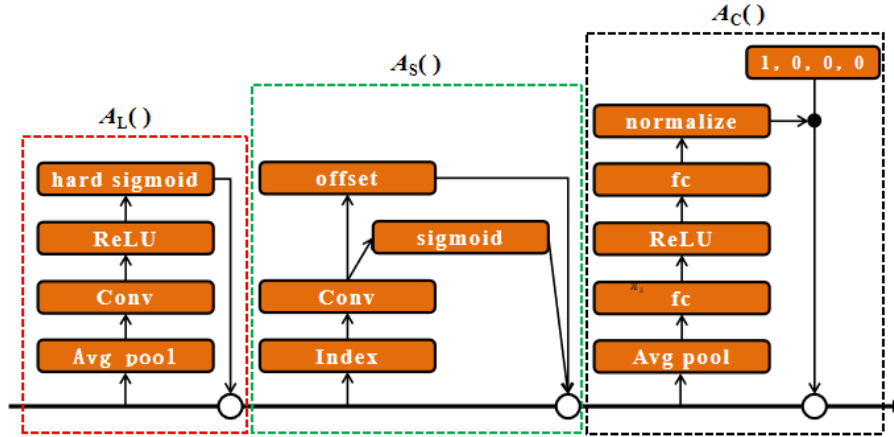 A_L( )
hard sigmoid
ReLU
Conv
Avg pool
A_S( )
offset
sigmoid
Conv
Index
A_C( )
1, 0, 0, 0
normalize
fc
ReLU
fc
Avg pool